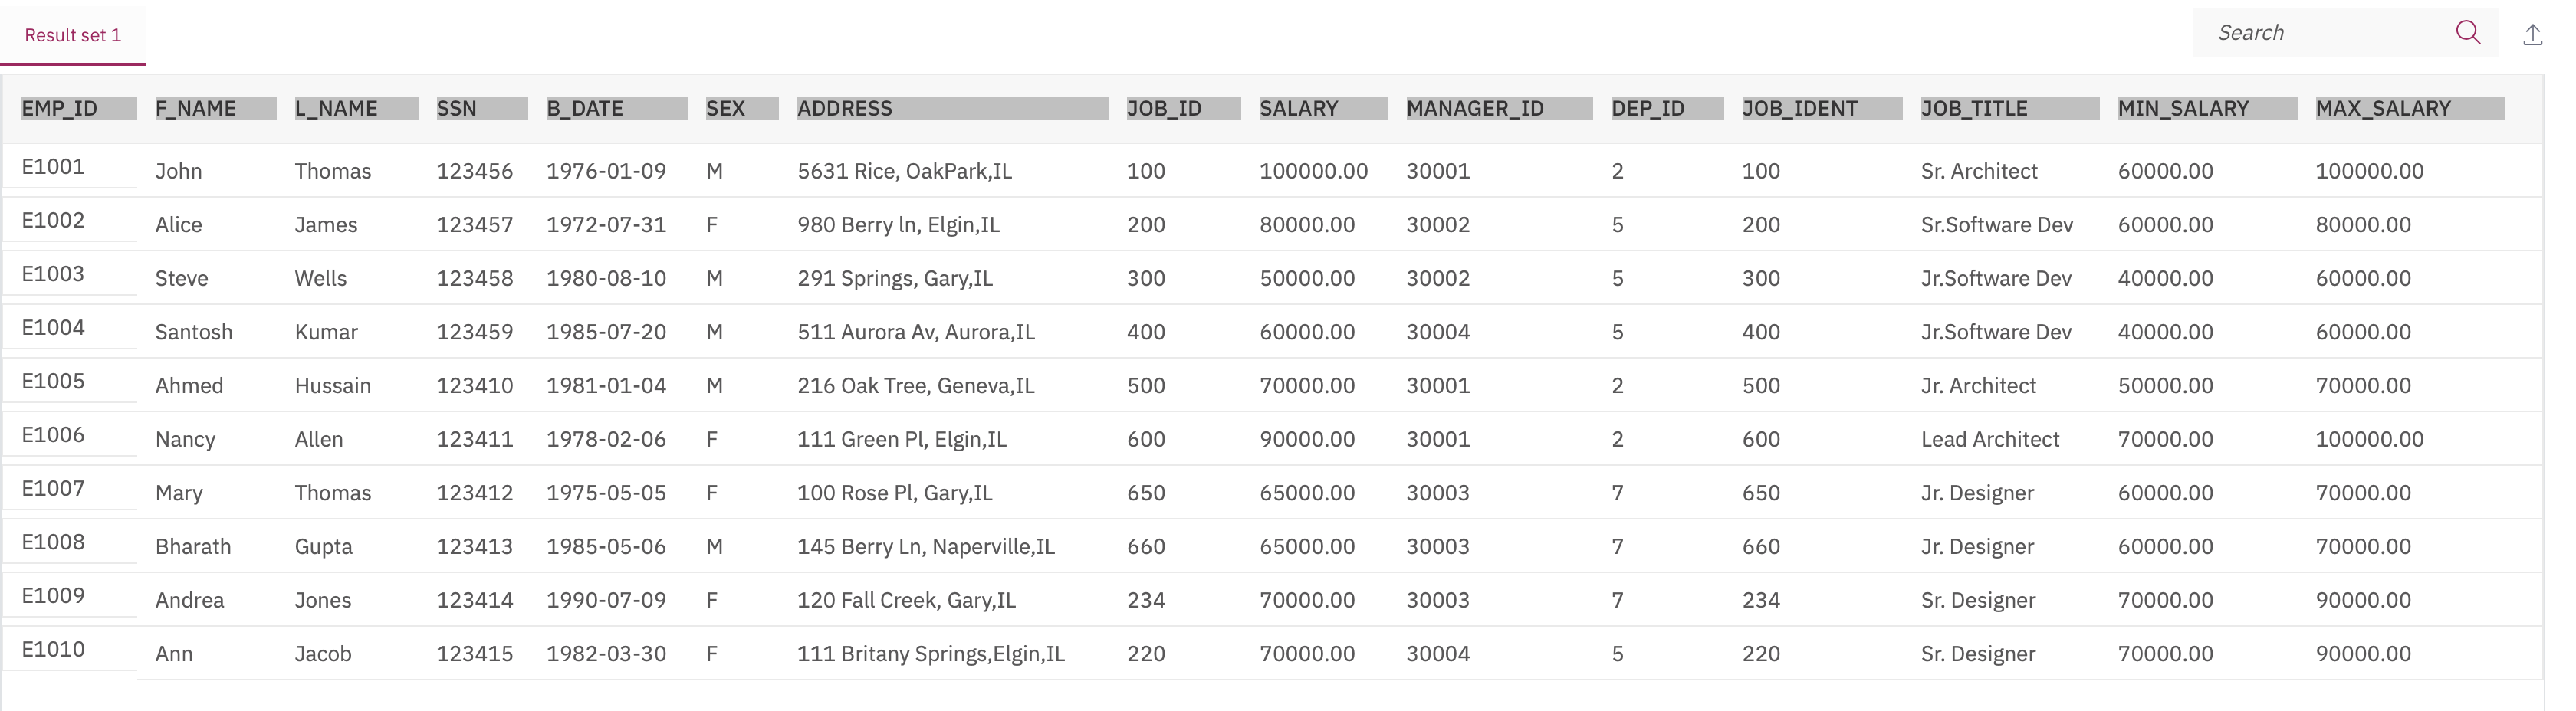 Result set 1 Search
EMP_ID F_NAME L_NAME SSN B_DATE SEX ADDRESS JOB_ID SALARY MANAGER_ID DEP_ID JOB_IDENT JOB_TITLE MIN_SALARY MAX_SALARY
E1001 John Thomas 123456 1976-01-09 M 5631 Rice, OakPark,IL 100 100000.00 30001 2 100 Sr. Architect 60000.00 100000.00
E1002 Alice James 123457 1972-07-31 F 980 Berry ln, Elgin,IL 200 80000.00 30002 5 200 Sr.Software Dev 60000.00 80000.00
E1003 Steve Wells 123458 1980-08-10 M 291 Springs, Gary,IL 300 50000.00 30002 5 300 Jr.Software Dev 40000.00 60000.00
E1004 Santosh Kumar 123459 1985-07-20 M 511 Aurora Av, Aurora,IL 400 60000.00 30004 5 400 Jr.Software Dev 40000.00 60000.00
E1005 Ahmed Hussain 123410 1981-01-04 M 216 Oak Tree, Geneva,IL 500 70000.00 30001 2 500 Jr. Architect 50000.00 70000.00
E1006 Nancy Allen 123411 1978-02-06 F 111 Green Pl, Elgin,IL 600 90000.00 30001 2 600 Lead Architect 70000.00 100000.00
E1007 Mary Thomas 123412 1975-05-05 F 100 Rose Pl, Gary,IL 650 65000.00 30003 7 650 Jr. Designer 60000.00 70000.00
E1008 Bharath Gupta 123413 1985-05-06 M 145 Berry Ln, Naperville,IL 660 65000.00 30003 7 660 Jr. Designer 60000.00 70000.00
E1009 Andrea Jones 123414 1990-07-09 F 120 Fall Creek, Gary,IL 234 70000.00 30003 7 234 Sr. Designer 70000.00 90000.00
E1010 Ann Jacob 123415 1982-03-30 F 111 Britany Springs,Elgin,IL 220 70000.00 30004 5 220 Sr. Designer 70000.00 90000.00